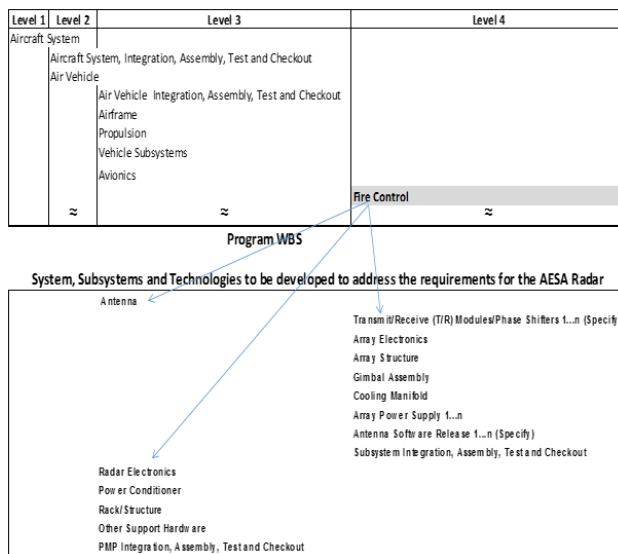 Level 1 Level 2 Level 3 Level 4
Aircraft System
Aircraft System, Integration, Assembly, Test and Checkout
Air Vehicle
Air Vehicle Integration, Assembly, Test and Checkout
Airframe
Propulsion
Vehicle Subsystems
Avionics
Fire Control
≈ ≈ ≈
Program WBS
System, Subsystems and Technologies to be developed to address the requirements for the AESA Radar
Antenna
Transmit/Receive (T/R) Modules/Phase Shifters 1...n (Specify
Array Electronics
Array Structure
Gimbal Assembly
Cooling Manifold
Array Power Supply 1...n
Antenna Software Release 1...n (Specify)
Subsystem Integration, Assembly, Test and Checkout
Radar Electronics
Power Conditioner
Rack/Structure
Other Support Hardware
PMP Integration, Assembly, Test and Checkout